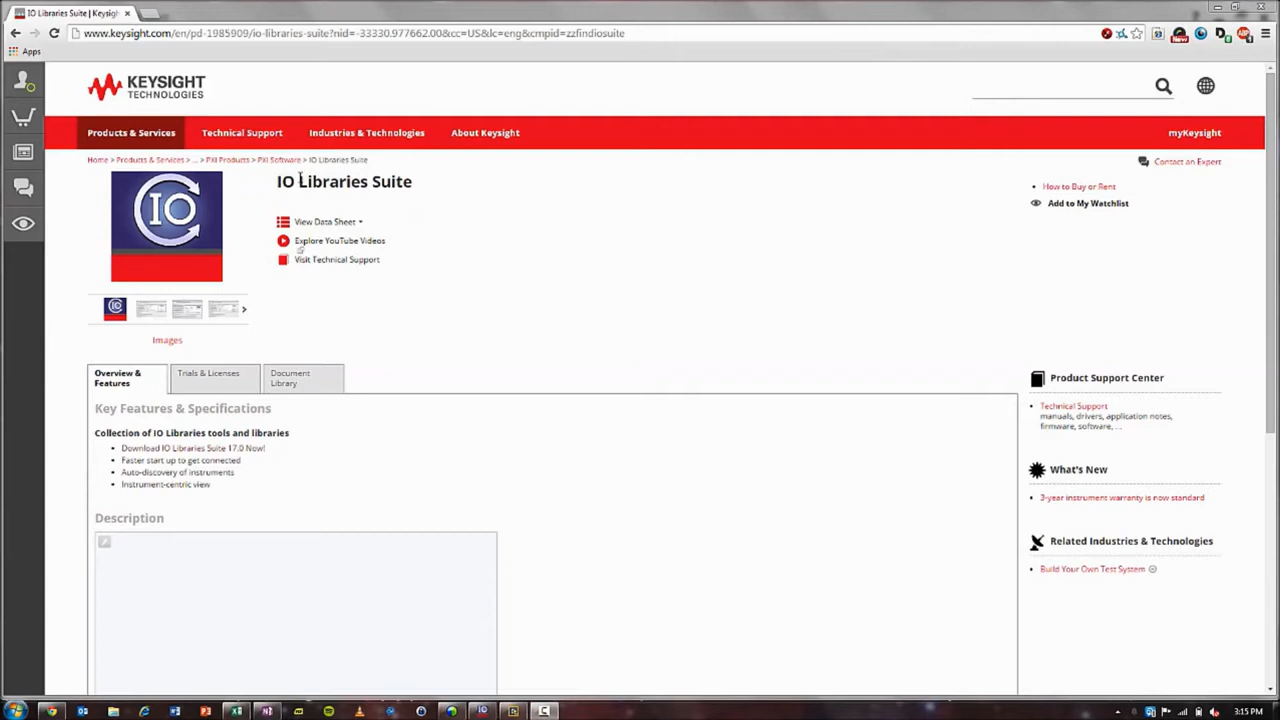 IO Libraries Suite | Keysigh
www.keysight.com/en/pd-1985909/io-libraries-suite?nid=-33330.977662.00&cc=US&lc=eng&cmpid=zzfindiosuite
Apps
KEYSIGHT
TECHNOLOGIES
Products & Services
Technical Support
Industries & Technologies
About Keysight
myKeysight
Home > Products & Services > ... > PXI Products > PXI Software > IO Libraries Suite
Contact an Expert
IO
IO Libraries Suite
View Data Sheet
Explore YouTube Videos
Visit Technical Support
How to Buy or Rent
Add to My Watchlist
Images
Overview &
Features
Trials & Licenses
Document
Library
Key Features & Specifications
Collection of IO Libraries tools and libraries
Download IO Libraries Suite 17.0 Now!
Faster start up to get connected
Auto-discovery of instruments
Instrument-centric view
Description
Product Support Center
Technical Support
manuals, drivers, application notes,
firmware, software, ...
What's New
3-year instrument warranty is now standard
Related Industries & Technologies
Build Your Own Test System
3:15 PM